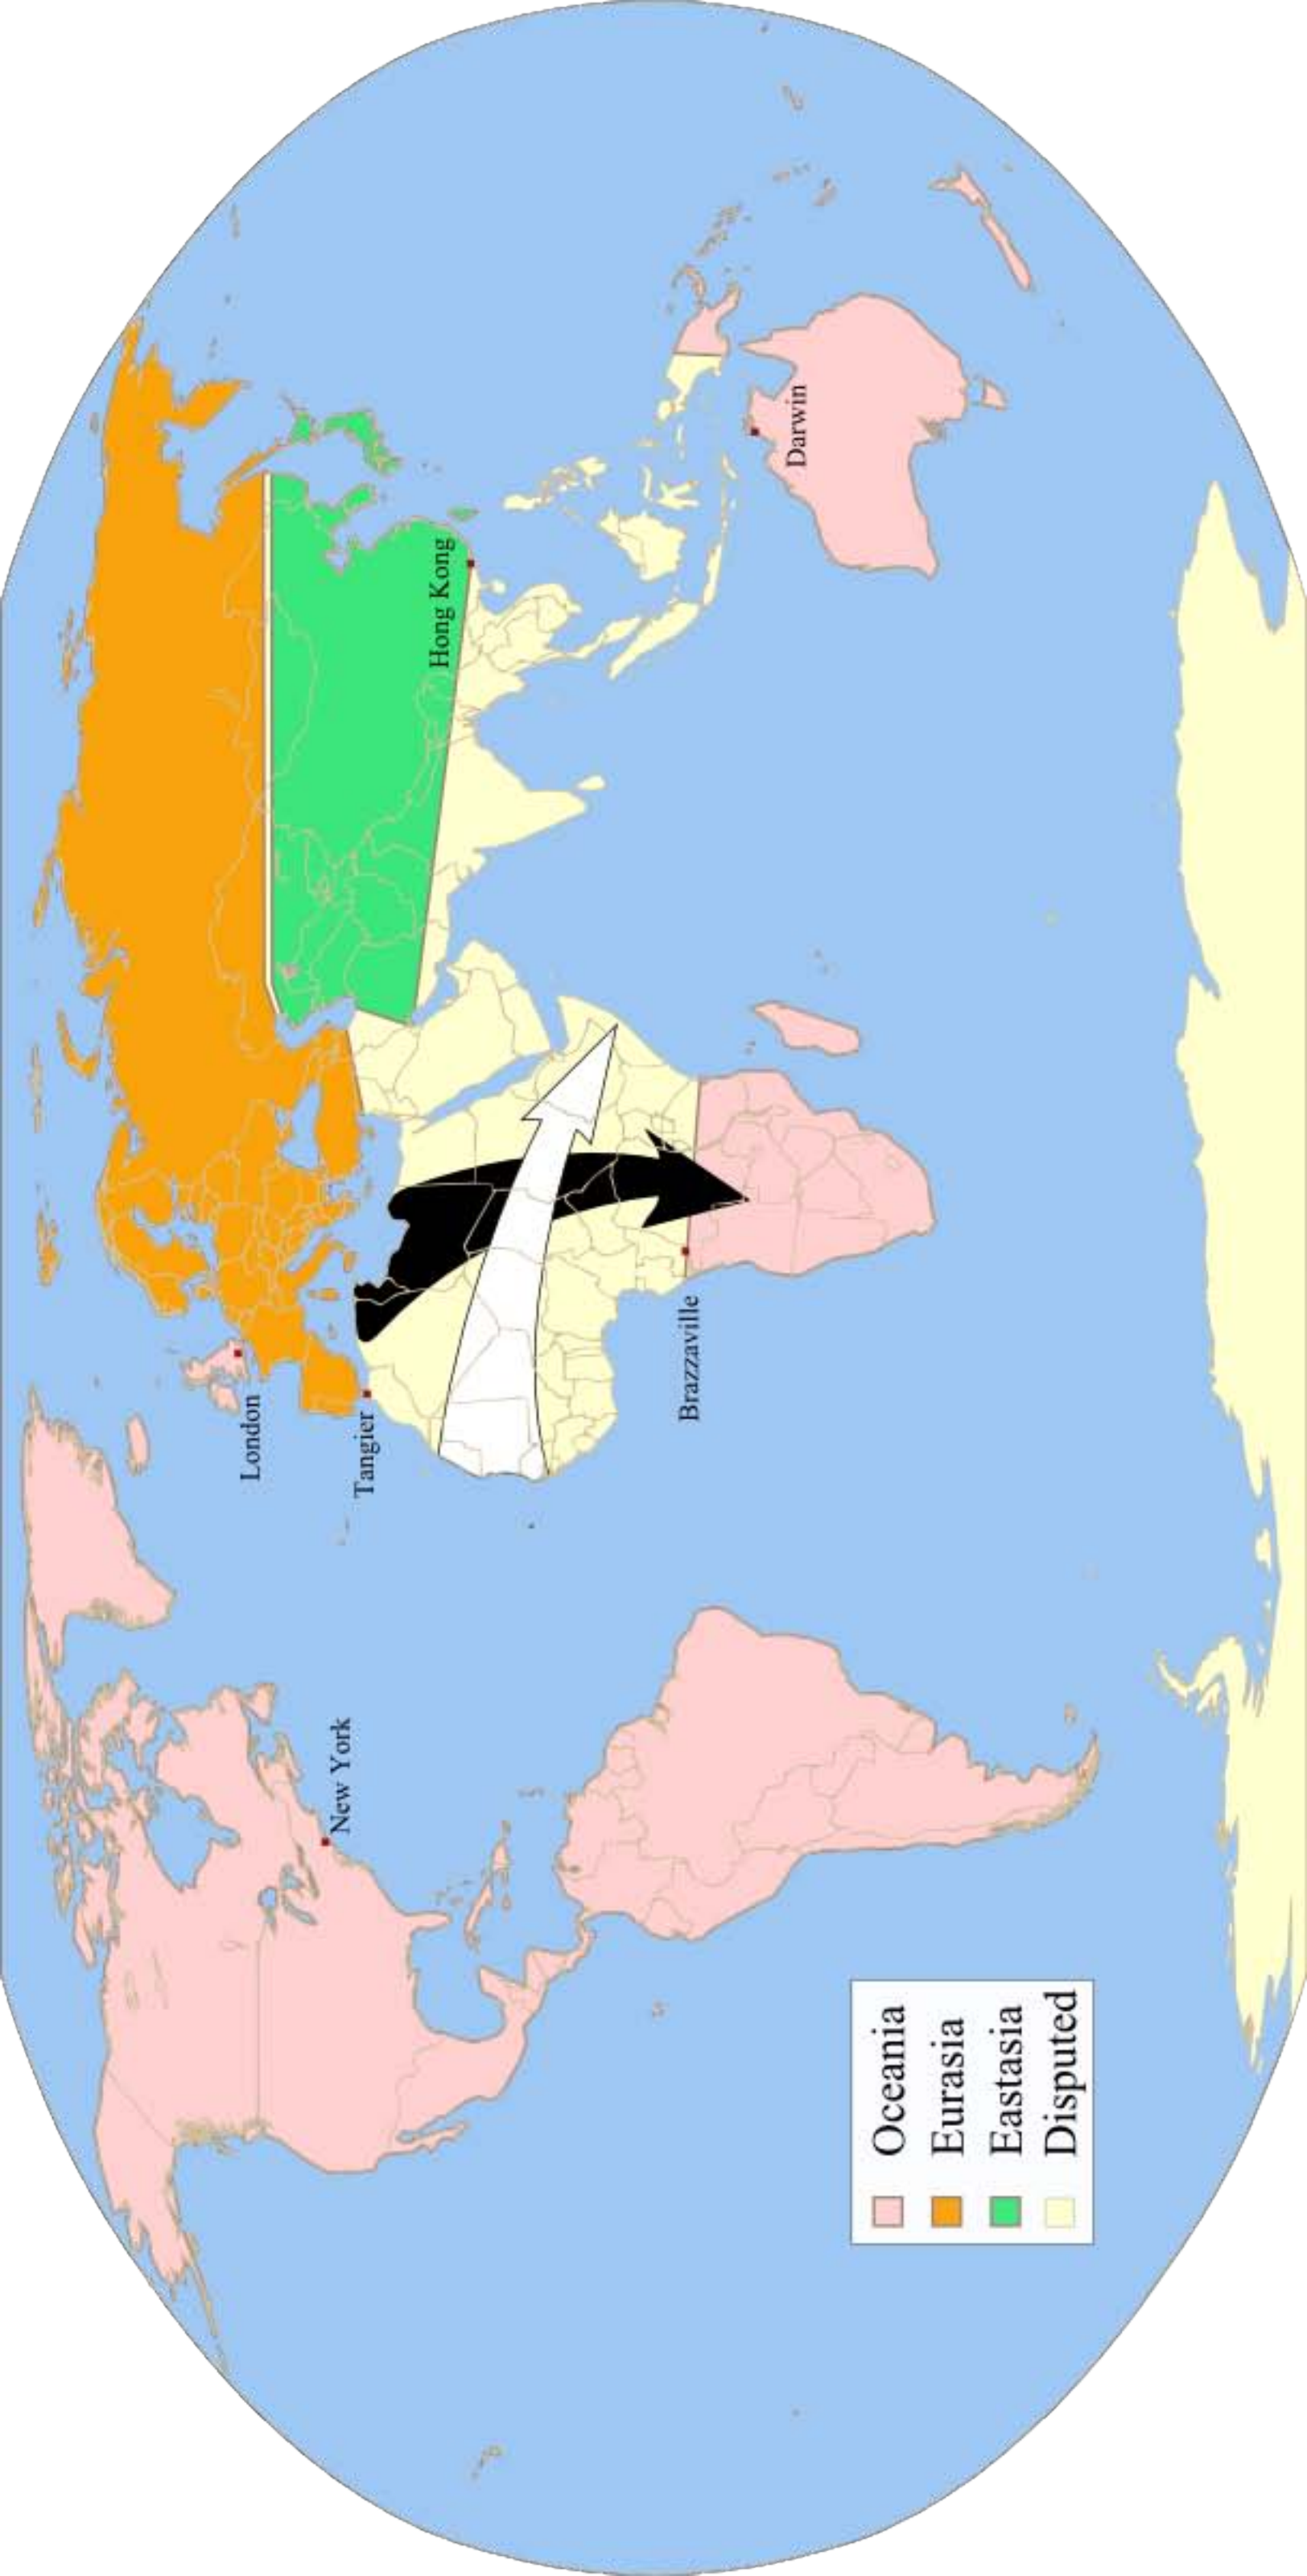 London
New York
Tangier
Hong Kong
Brazzaville
Darwin
Oceania
Eurasia
Eastasia
Disputed